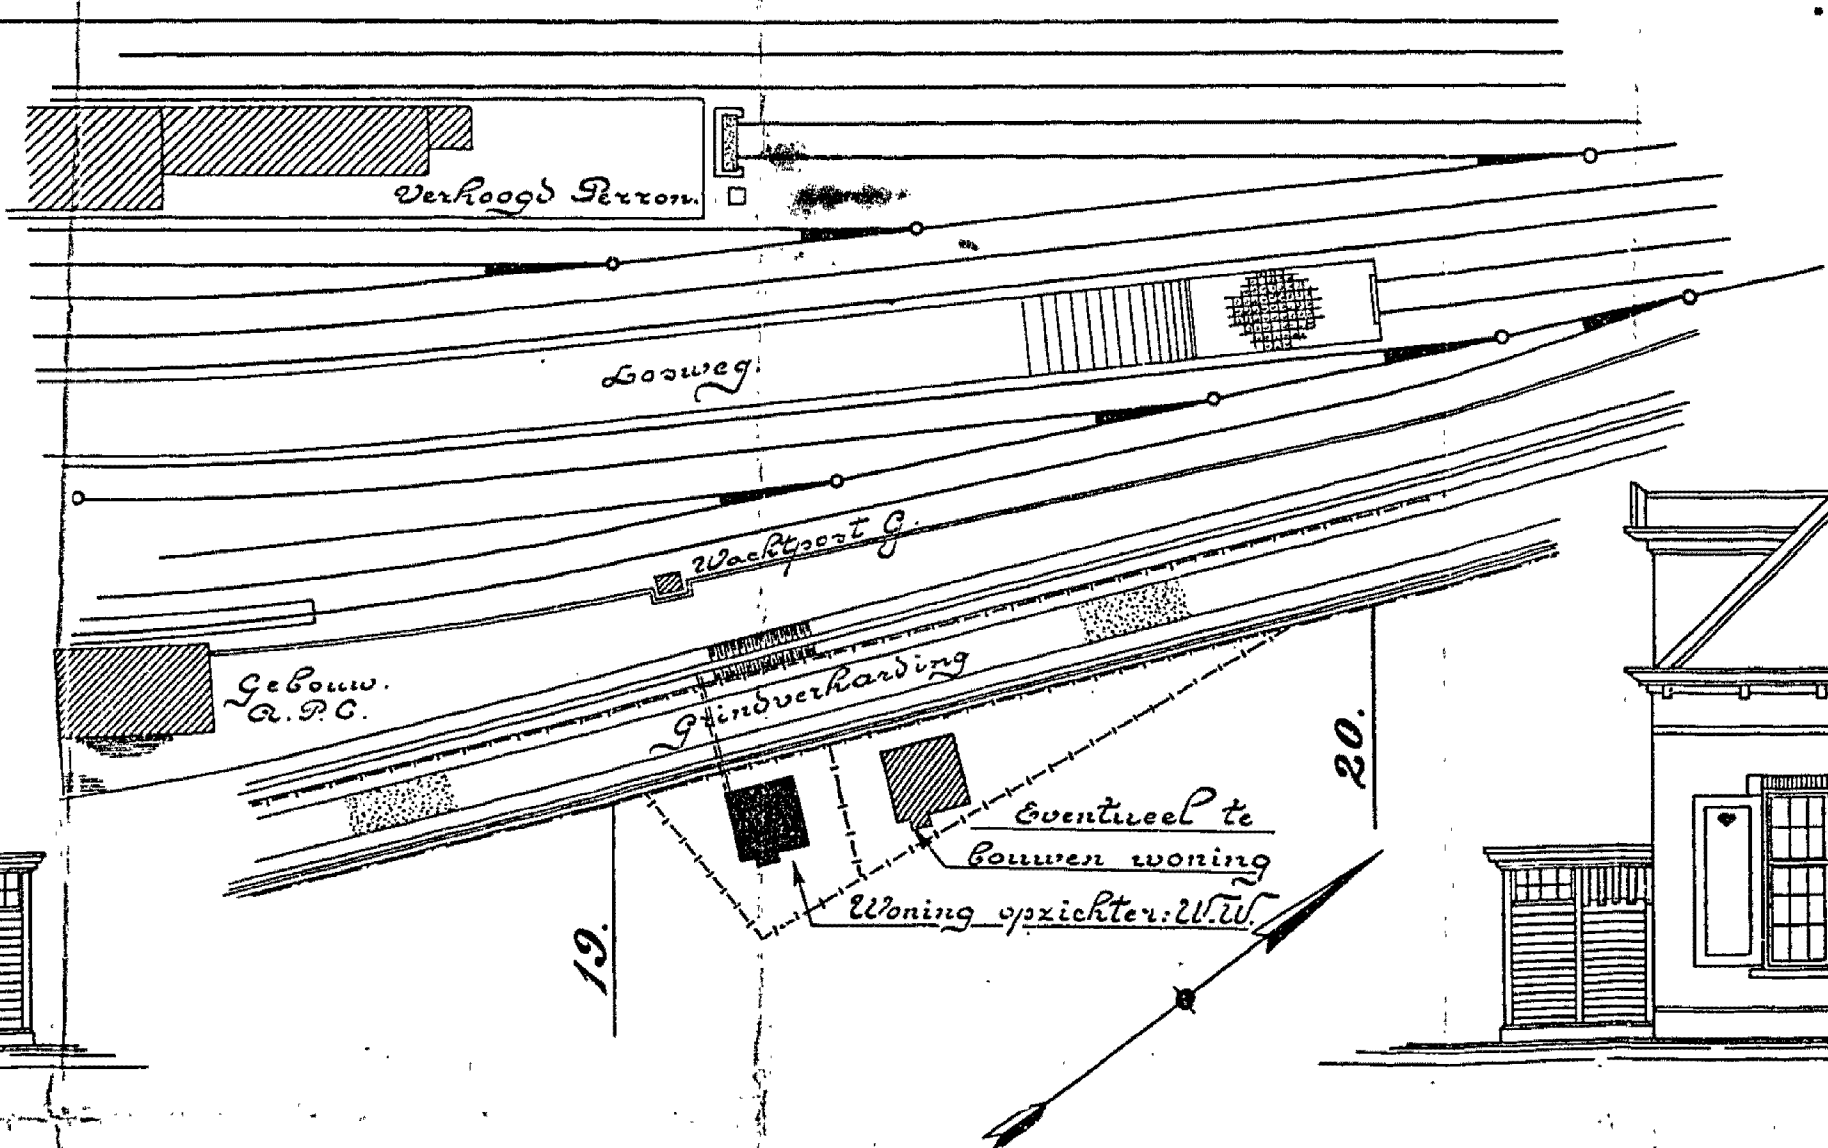 Verhoogd Perron.
Losweg.
Wachtpost G.
Gebouw.
A.P.C.
Grindverharding
Eventueel te
bouwen woning
Woning opzichter: W.W.
19.
20.